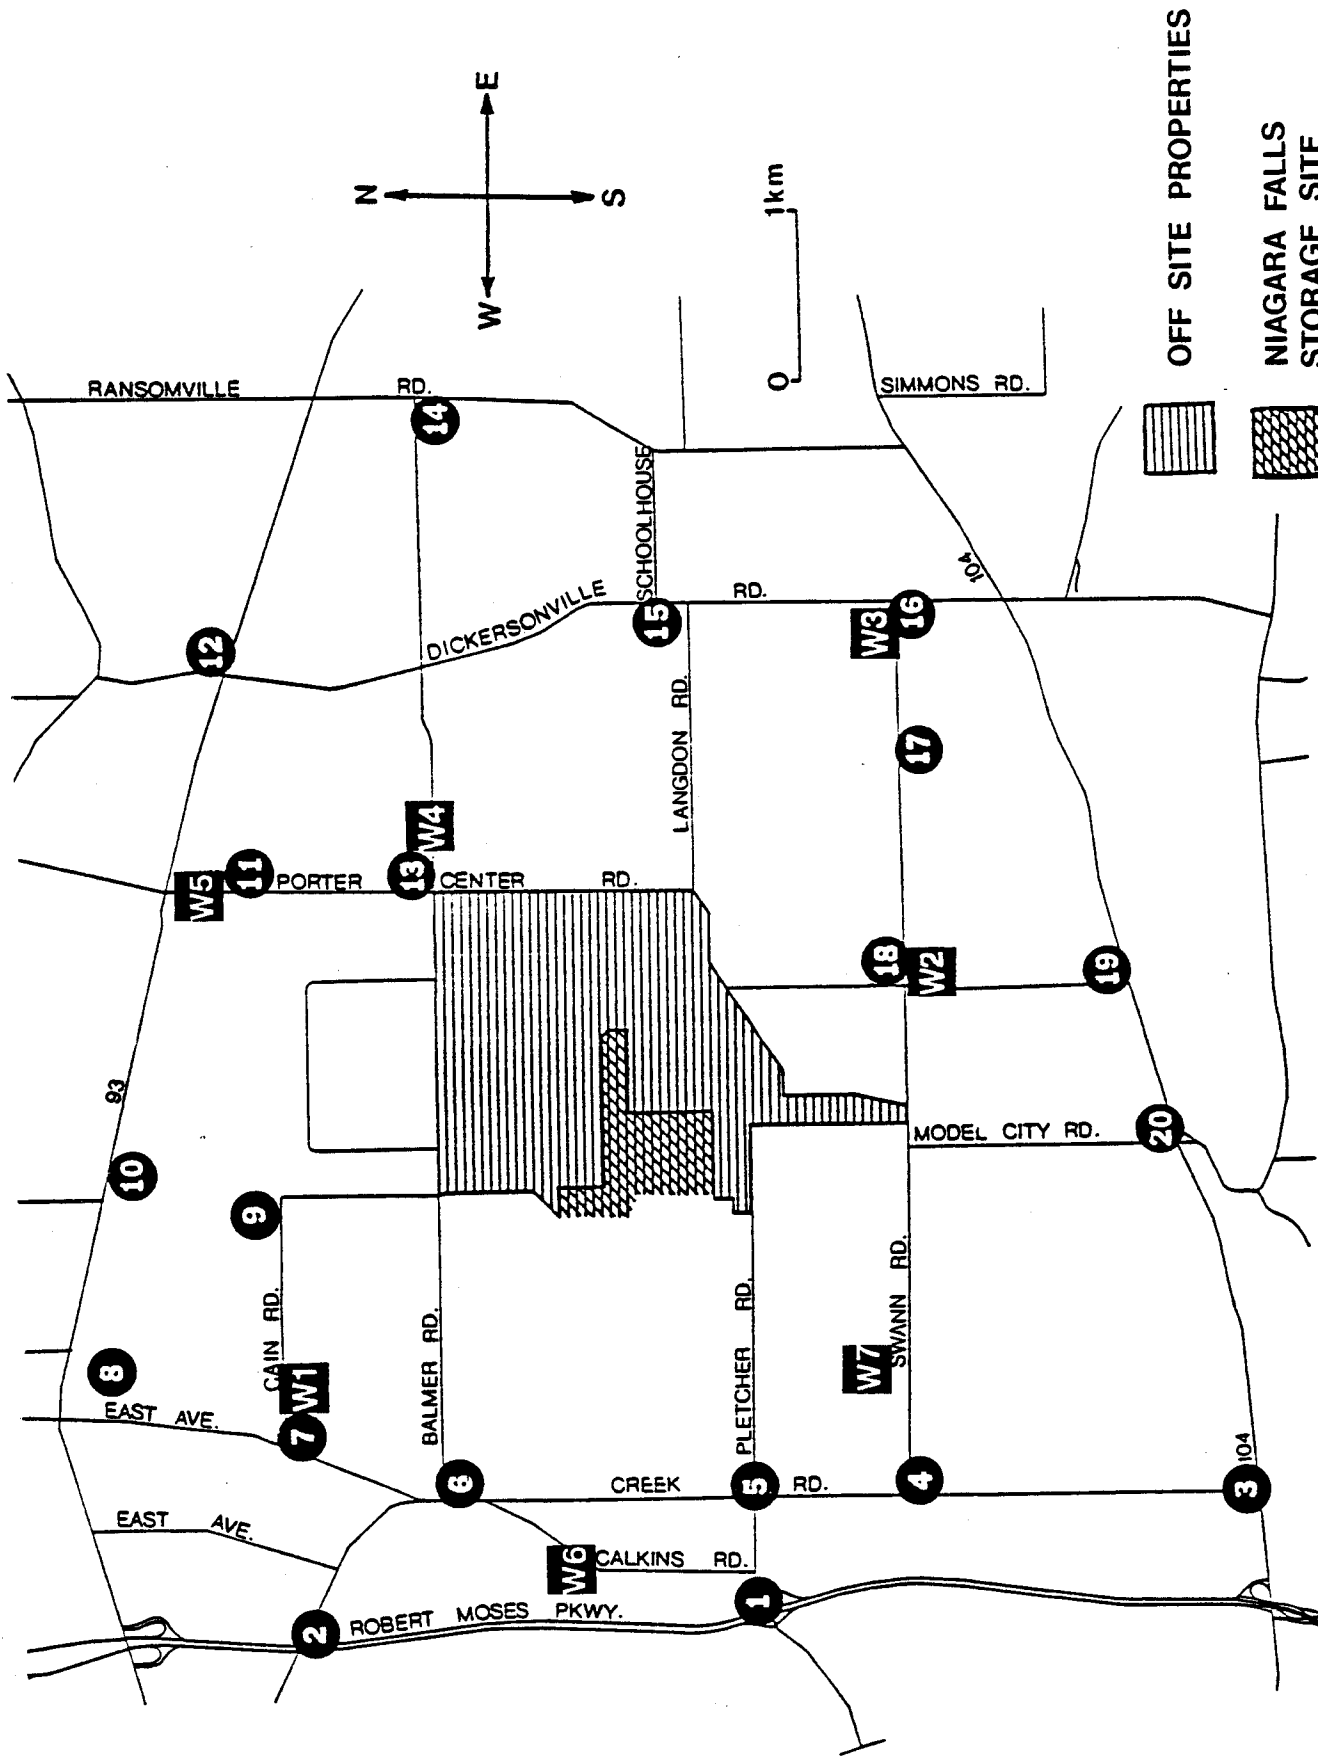 N
W
E
S
0
1km
OFF SITE PROPERTIES
NIAGARA FALLS
STORAGE SITE
RANSOMVILLE RD.
SCHOOLHOUSE
SIMMONS RD.
DICKERSONVILLE RD.
104
LANGDON RD.
PORTER CENTER RD.
93
MODEL CITY RD.
CAIN RD.
BALMER RD.
PLETCHER RD.
SWANN RD.
EAST AVE.
EAST AVE.
CREEK RD.
104
CALKINS RD.
ROBERT MOSES PKWY.
1
2
3
4
5
6
7
8
9
10
11
12
13
14
15
16
17
18
19
20
W1
W2
W3
W4
W5
W6
W7